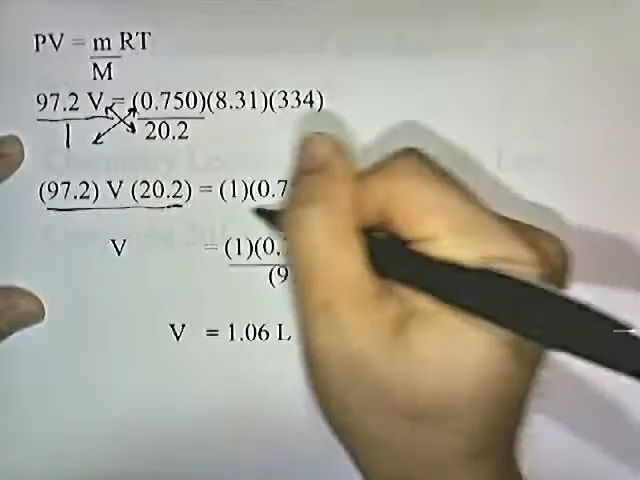 PV = m RT
M
97.2 V = (0.750)(8.31)(334)
1 20.2
(97.2) V (20.2) = (1)(0.7
V = (1)(0.
(9
V = 1.06 L